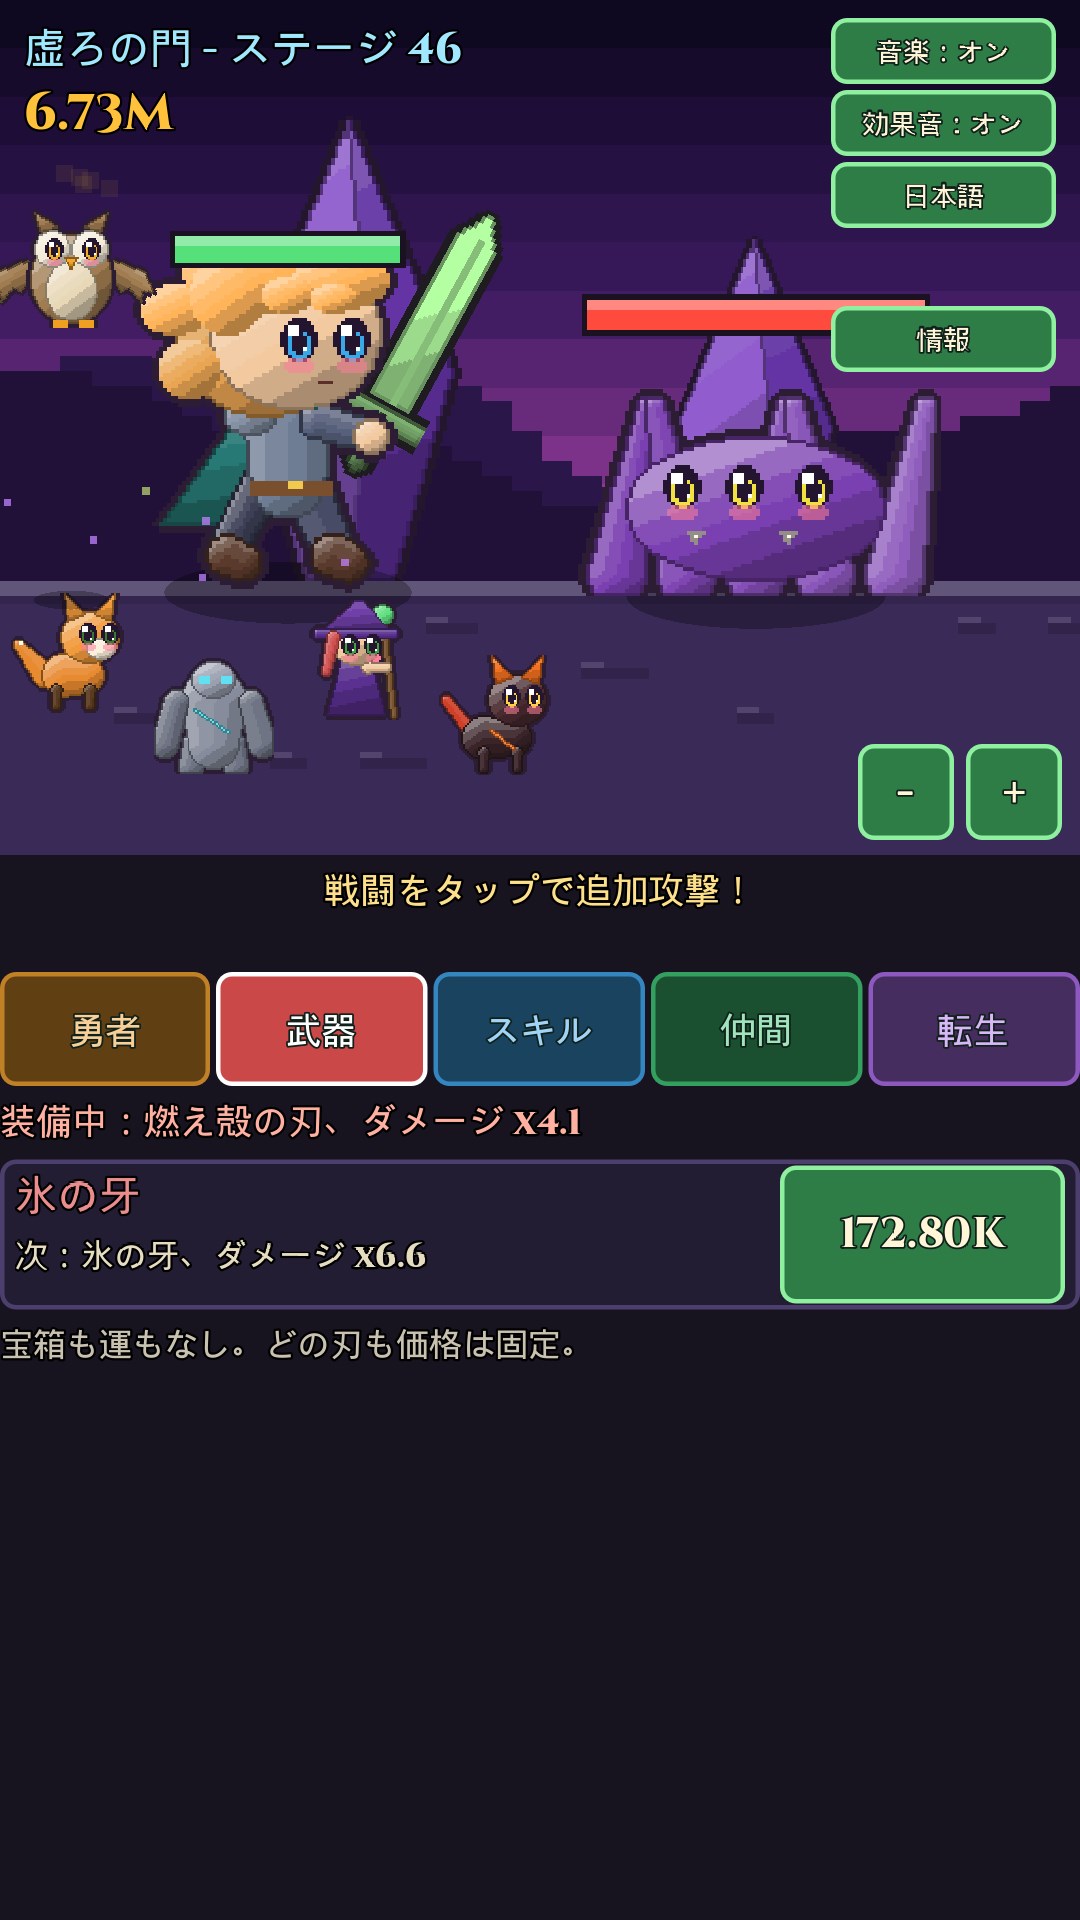 虚ろの門 - ステージ 46
6.73M
音楽：オン
効果音：オン
日本語
情報
-
+
戦闘をタップで追加攻撃！
勇者
武器
スキル
仲間
転生
装備中：燃え殻の刃、ダメージ x4.1
氷の牙
次：氷の牙、ダメージ x6.6
172.80K
宝箱も運もなし。どの刃も価格は固定。